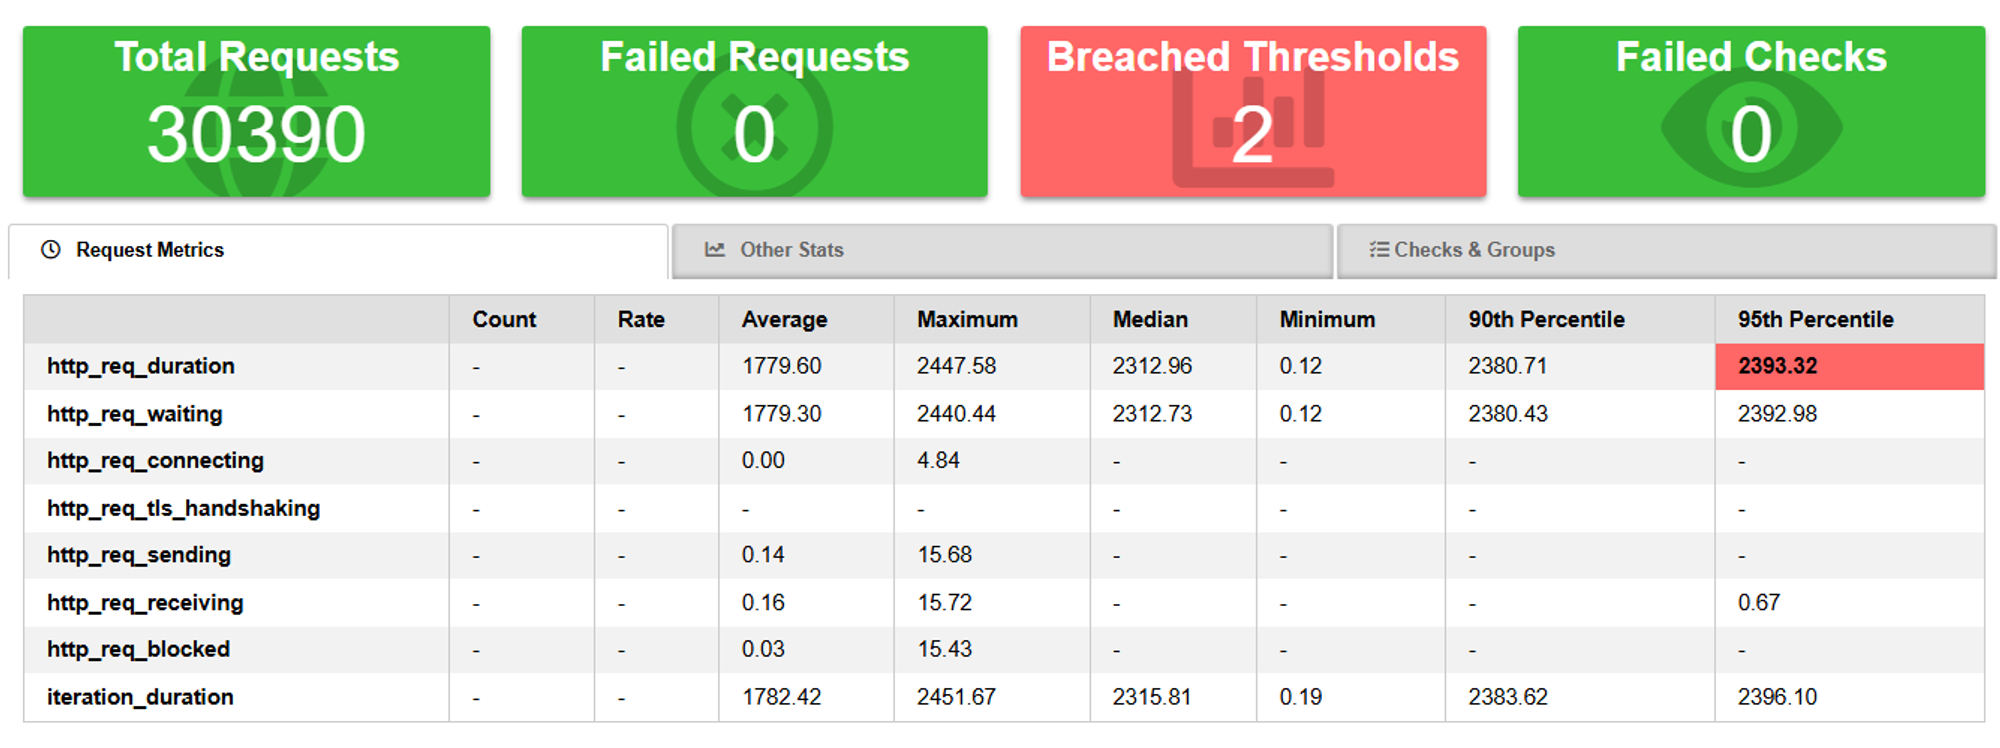 Total Requests Failed Requests Breached Thresholds Failed Checks
30390 0 2 0
Request Metrics Other Stats Checks & Groups
Count Rate Average Maximum Median Minimum 90th Percentile 95th Percentile
http_req_duration - - 1779.60 2447.58 2312.96 0.12 2380.71 2393.32
http_req_waiting - - 1779.30 2440.44 2312.73 0.12 2380.43 2392.98
http_req_connecting - - 0.00 4.84 - - - -
http_req_tls_handshaking - - - - - - - -
http_req_sending - - 0.14 15.68 - - - -
http_req_receiving - - 0.16 15.72 - - - 0.67
http_req_blocked - - 0.03 15.43 - - - -
iteration_duration - - 1782.42 2451.67 2315.81 0.19 2383.62 2396.10